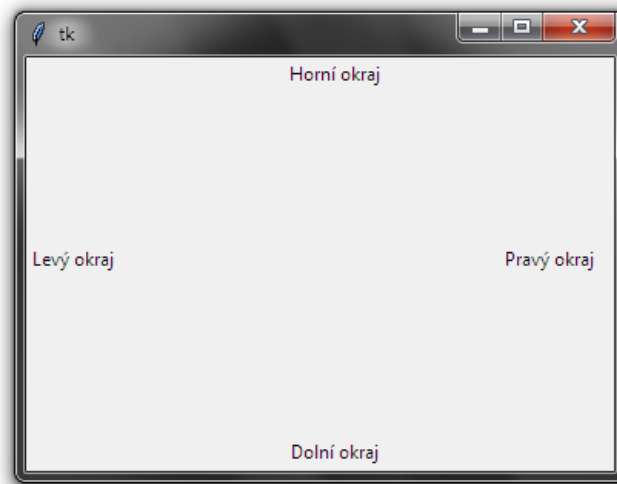 tk
Horní okraj
Levý okraj
Pravý okraj
Dolní okraj